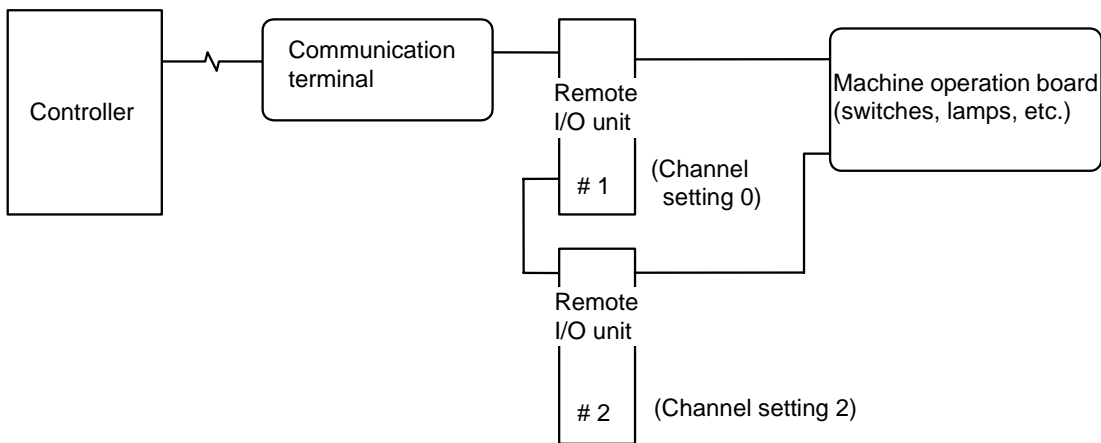 Controller
Communication
terminal
Remote
I/O unit
# 1
(Channel
setting 0)
Machine operation board
(switches, lamps, etc.)
Remote
I/O unit
# 2
(Channel setting 2)